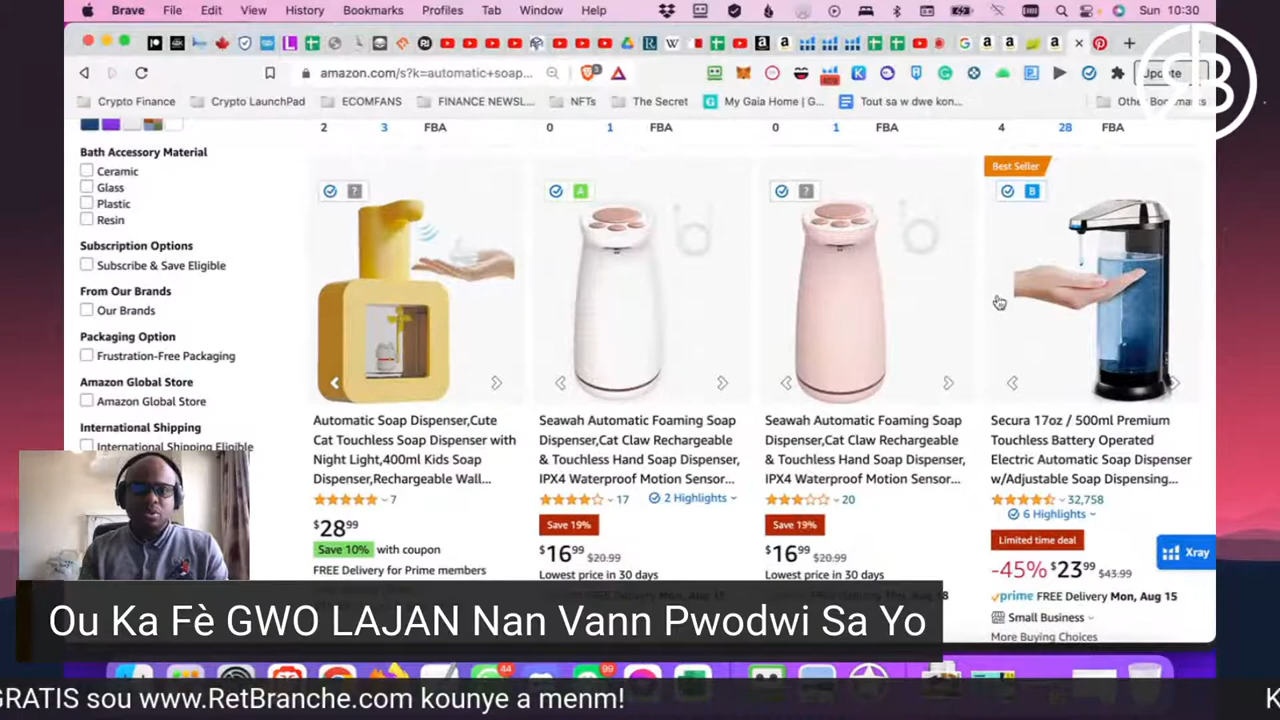 Brave File Edit View History Bookmarks Profiles Tab Window Help Sun 10:30
amazon.com/s?k=automatic+soap... Update
Crypto Finance Crypto LaunchPad ECOMFANS FINANCE NEWSL... NFTs The Secret My Gaia Home | G... Tout sa w dwe kon... Other Bookmarks
2 3 FBA 0 1 FBA 0 1 FBA 4 28 FBA
Bath Accessory Material
Ceramic
Glass
Plastic
Resin
Subscription Options
Subscribe & Save Eligible
From Our Brands
Our Brands
Packaging Option
Frustration-Free Packaging
Amazon Global Store
Amazon Global Store
International Shipping
International Shipping Eligible
Automatic Soap Dispenser,Cute
Cat Touchless Soap Dispenser with
Night Light,400ml Kids Soap
Dispenser,Rechargeable Wall...
7
$28.99
Save 10% with coupon
FREE Delivery for Prime members
A
Seawah Automatic Foaming Soap
Dispenser,Cat Claw Rechargeable
& Touchless Hand Soap Dispenser,
IPX4 Waterproof Motion Sensor...
17 2 Highlights
Save 19%
$16.99 $20.99
Lowest price in 30 days
?
Seawah Automatic Foaming Soap
Dispenser,Cat Claw Rechargeable
& Touchless Hand Soap Dispenser,
IPX4 Waterproof Motion Sensor...
20
Save 19%
$16.99 $20.99
Lowest price in 30 days
Best Seller
B
Secura 17oz / 500ml Premium
Touchless Battery Operated
Electric Automatic Soap Dispenser
w/Adjustable Soap Dispensing...
32,758
6 Highlights
Limited time deal
-45% $23.99 $43.99
prime FREE Delivery Mon, Aug 15
Small Business
More Buying Choices
Xray
Ou Ka Fè GWO LAJAN Nan Vann Pwodwi Sa Yo
44 99
GRATIS sou www.RetBranche.com kounye a menm! K